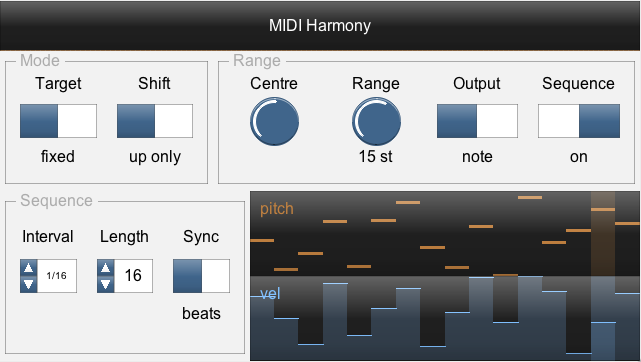 MIDI Harmony
Mode
Range
Target
Shift
Centre
Range
Output
Sequence
fixed
up only
15 st
note
on
Sequence
pitch
Interval
Length
Sync
1/16
16
vel
beats